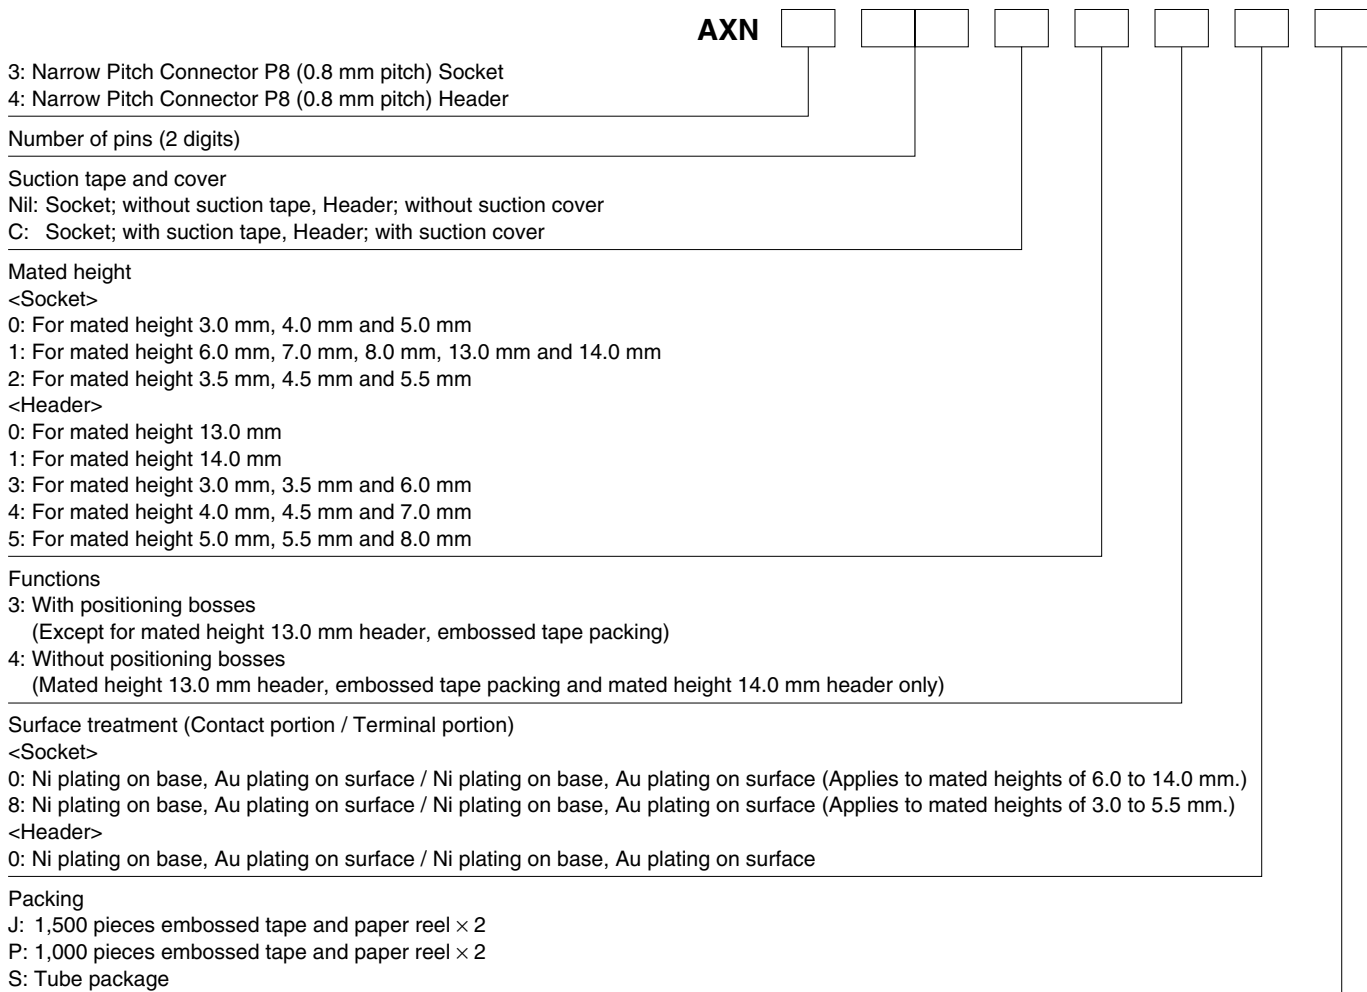 AXN
3: Narrow Pitch Connector P8 (0.8 mm pitch) Socket
4: Narrow Pitch Connector P8 (0.8 mm pitch) Header
Number of pins (2 digits)
Suction tape and cover
Nil: Socket; without suction tape, Header; without suction cover
C: Socket; with suction tape, Header; with suction cover
Mated height
<Socket>
0: For mated height 3.0 mm, 4.0 mm and 5.0 mm
1: For mated height 6.0 mm, 7.0 mm, 8.0 mm, 13.0 mm and 14.0 mm
2: For mated height 3.5 mm, 4.5 mm and 5.5 mm
<Header>
0: For mated height 13.0 mm
1: For mated height 14.0 mm
3: For mated height 3.0 mm, 3.5 mm and 6.0 mm
4: For mated height 4.0 mm, 4.5 mm and 7.0 mm
5: For mated height 5.0 mm, 5.5 mm and 8.0 mm
Functions
3: With positioning bosses
(Except for mated height 13.0 mm header, embossed tape packing)
4: Without positioning bosses
(Mated height 13.0 mm header, embossed tape packing and mated height 14.0 mm header only)
Surface treatment (Contact portion / Terminal portion)
<Socket>
0: Ni plating on base, Au plating on surface / Ni plating on base, Au plating on surface (Applies to mated heights of 6.0 to 14.0 mm.)
8: Ni plating on base, Au plating on surface / Ni plating on base, Au plating on surface (Applies to mated heights of 3.0 to 5.5 mm.)
<Header>
0: Ni plating on base, Au plating on surface / Ni plating on base, Au plating on surface
Packing
J: 1,500 pieces embossed tape and paper reel × 2
P: 1,000 pieces embossed tape and paper reel × 2
S: Tube package